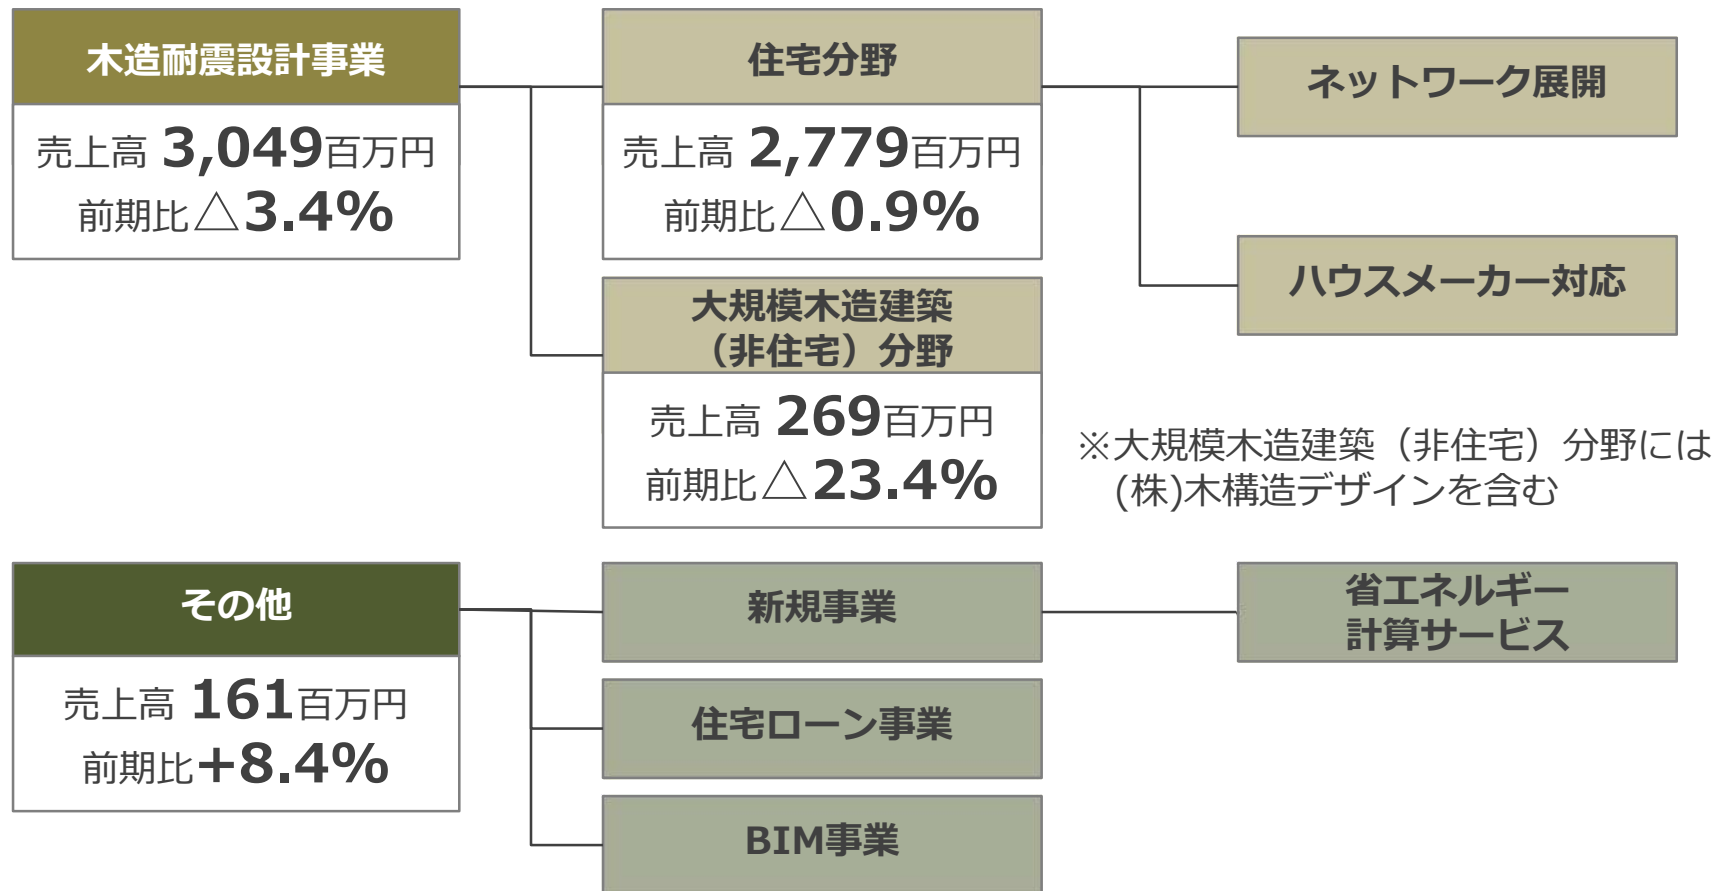 木造耐震設計事業
売上高 3,049百万円
前期比△3.4%
住宅分野
売上高 2,779百万円
前期比△0.9%
ネットワーク展開
ハウスメーカー対応
大規模木造建築
（非住宅）分野
売上高 269百万円
前期比△23.4%
※大規模木造建築（非住宅）分野には
(株)木構造デザインを含む
その他
売上高 161百万円
前期比+8.4%
新規事業
省エネルギー
計算サービス
住宅ローン事業
BIM事業